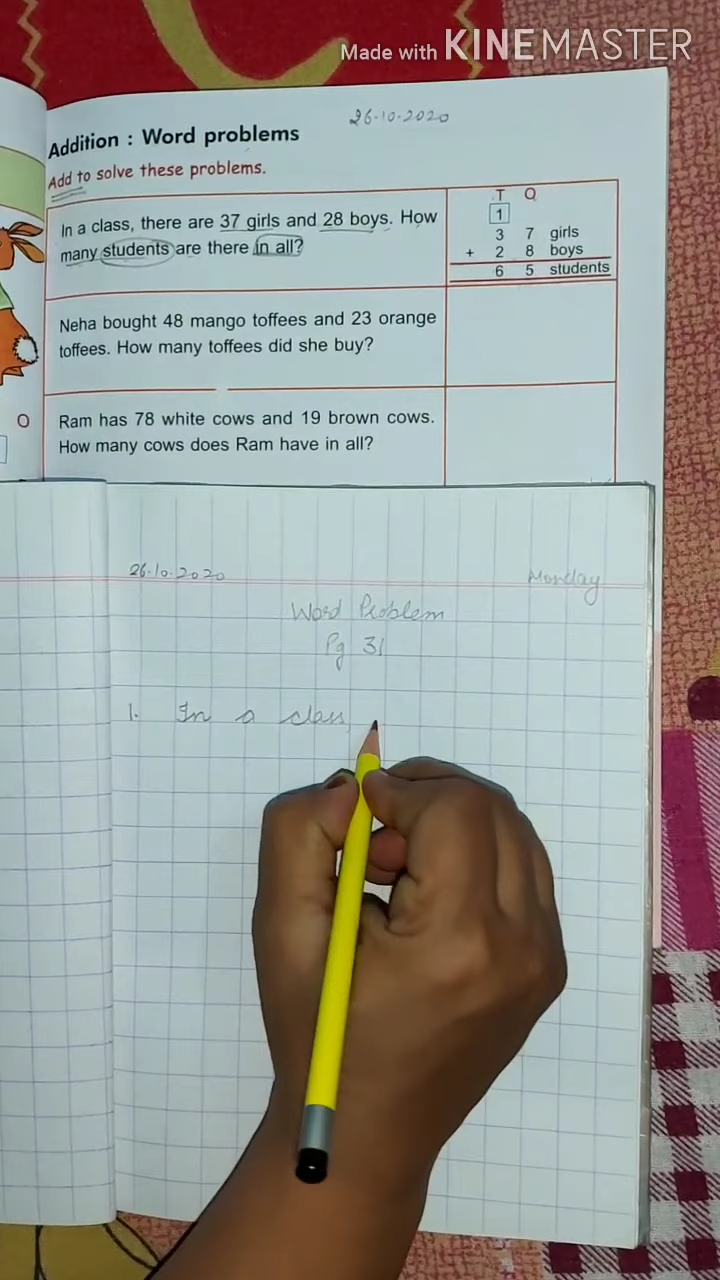 Made with KINEMASTER
26-10-2020
Addition : Word problems
Add to solve these problems.
In a class, there are 37 girls and 28 boys. How
many students are there in all?
T O
1
3 7 girls
+ 2 8 boys
6 5 students
Neha bought 48 mango toffees and 23 orange
toffees. How many toffees did she buy?
O
Ram has 78 white cows and 19 brown cows.
How many cows does Ram have in all?
26.10.2020 Monday
Word Problem
Pg 31
1. In a class,